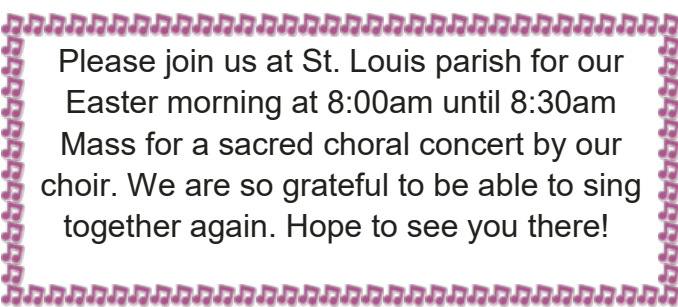 Please join us at St. Louis parish for our
Easter morning at 8:00am until 8:30am
Mass for a sacred choral concert by our
choir. We are so grateful to be able to sing
together again. Hope to see you there!